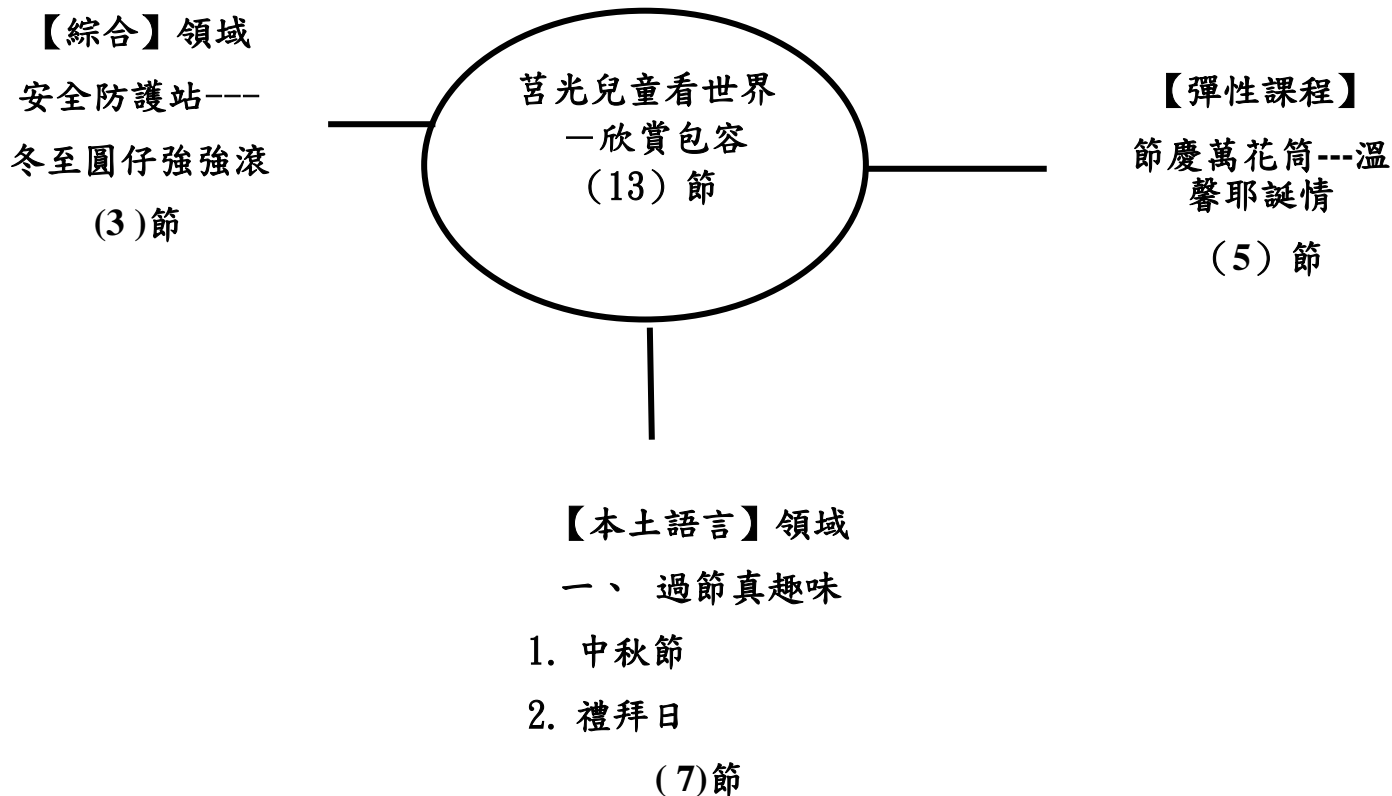 【綜合】領域
安全防護站---
冬至圓仔強強滾
(3 )節
莒光兒童看世界
－欣賞包容
（13）節
【彈性課程】
節慶萬花筒---溫
馨耶誕情
（5）節
【本土語言】領域
一、 過節真趣味
1. 中秋節
2. 禮拜日
( 7)節